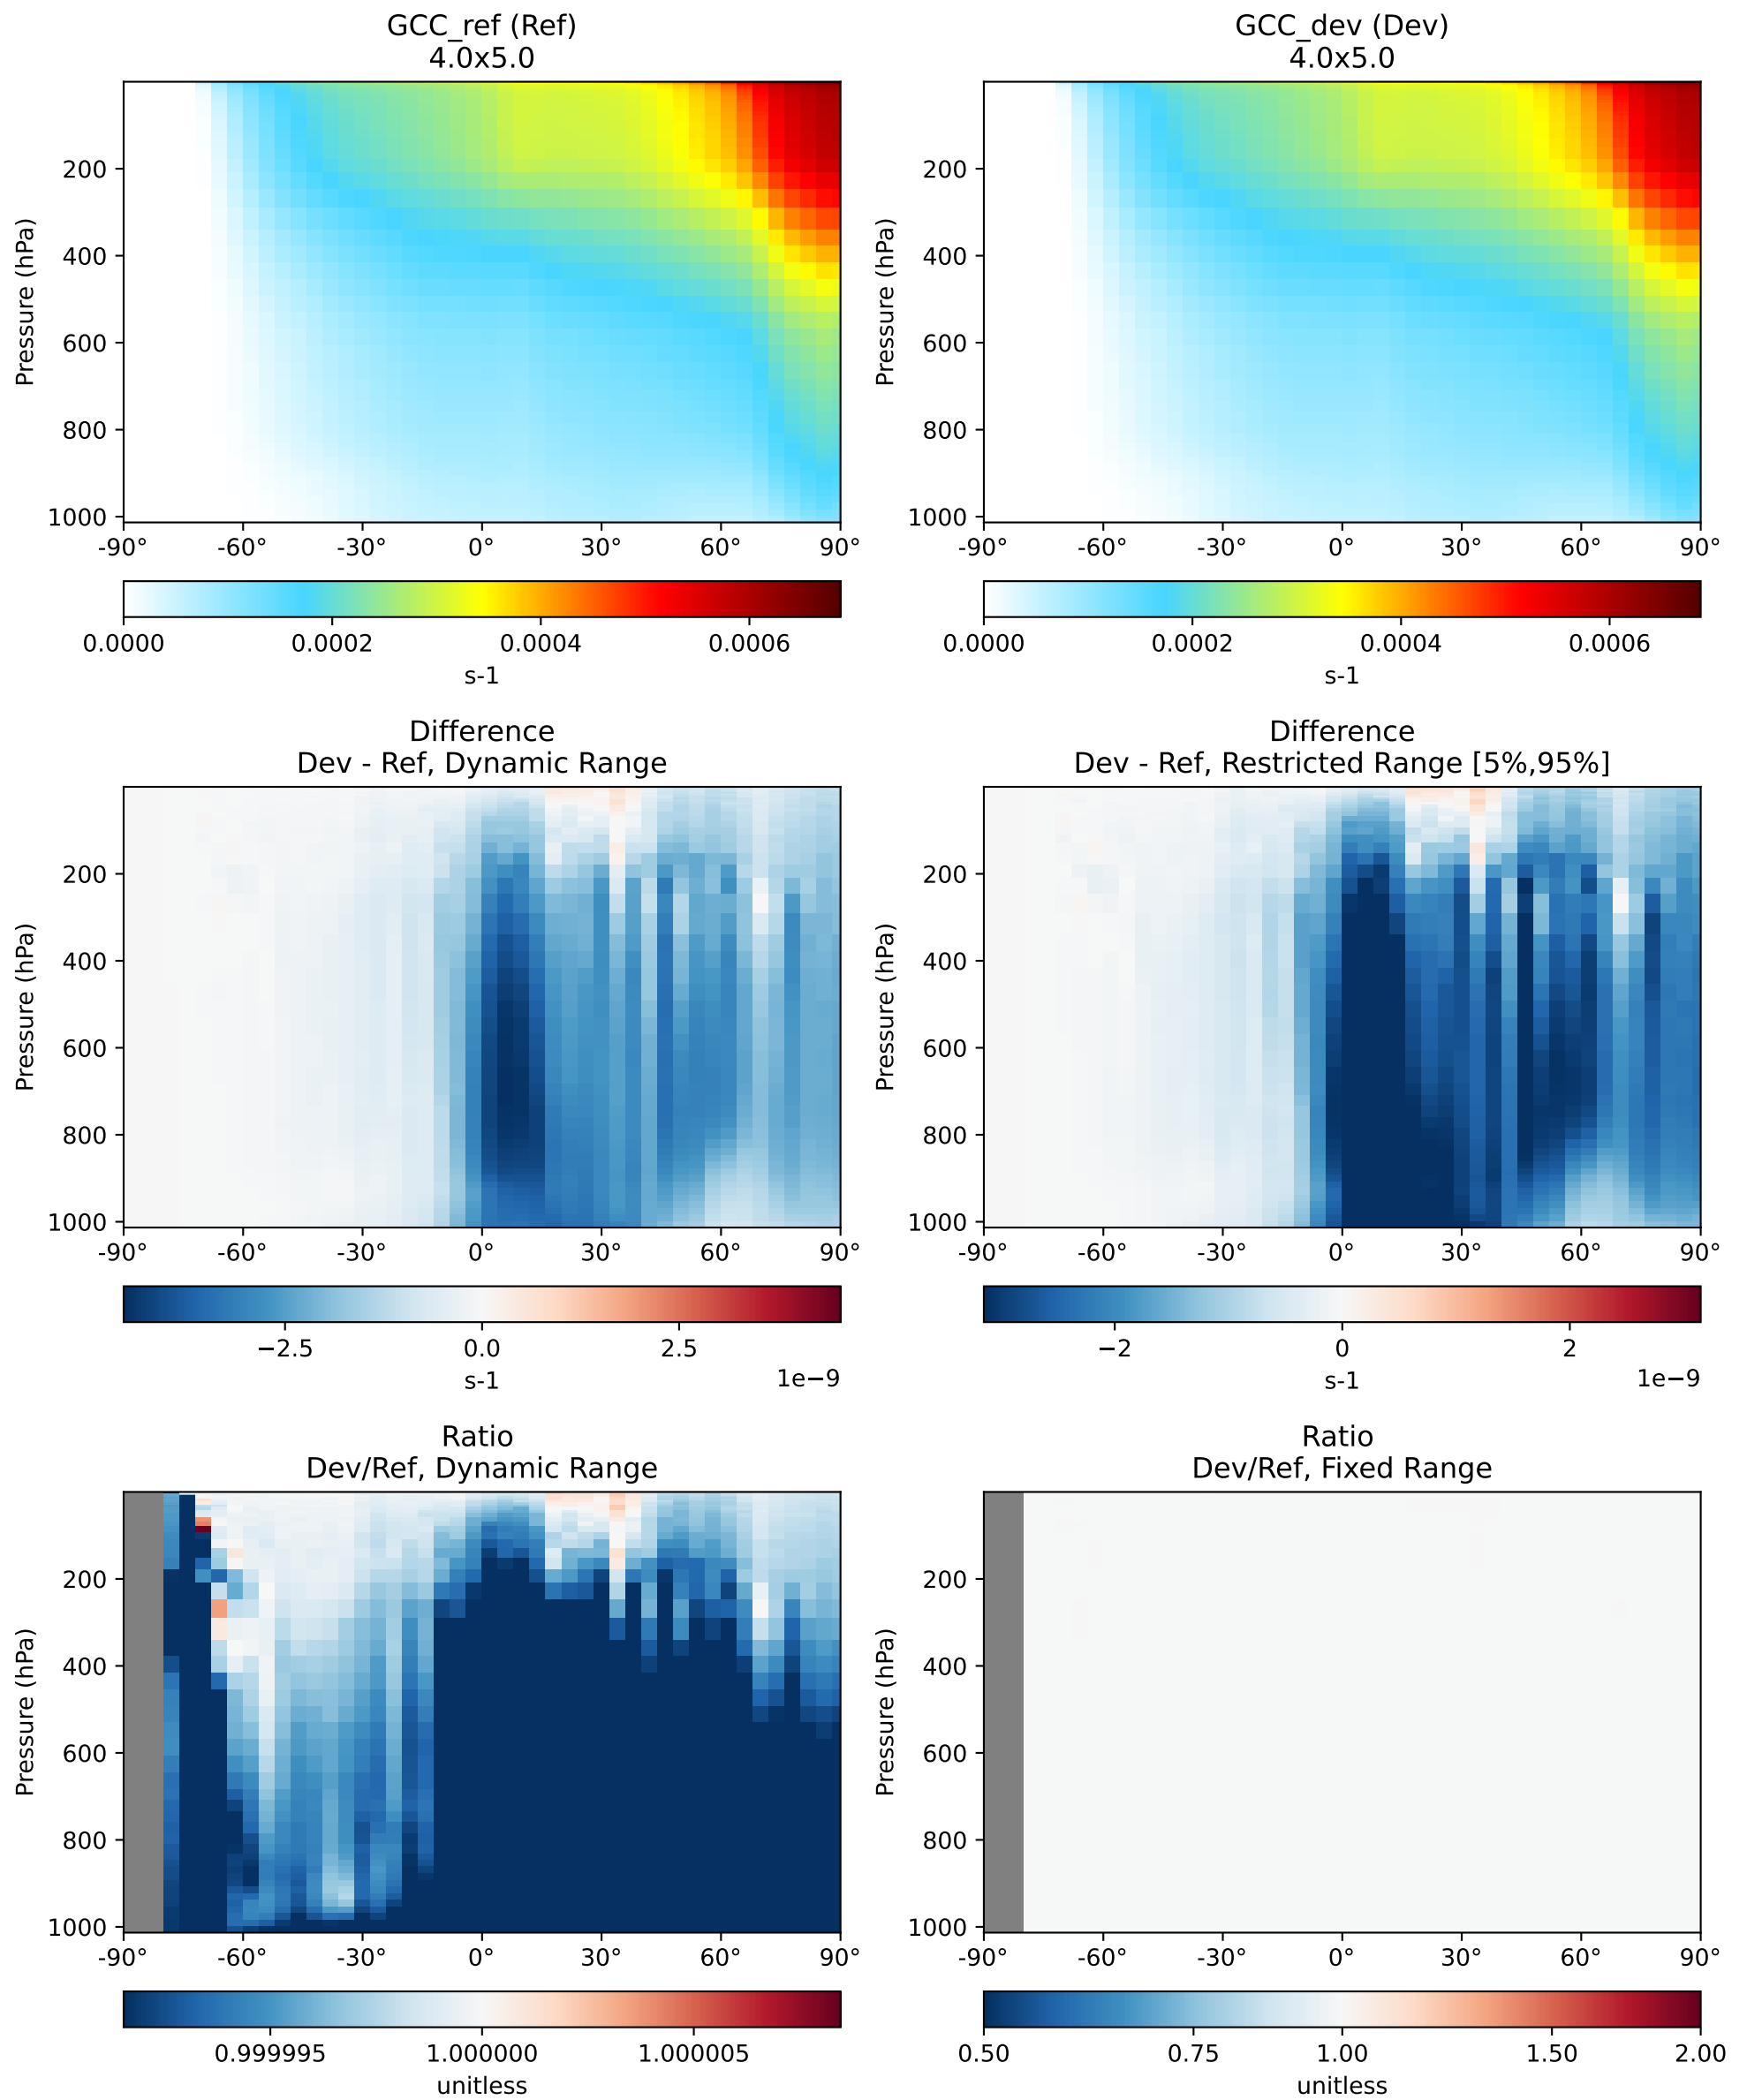 GCC_ref (Ref)
4.0x5.0
GCC_dev (Dev)
4.0x5.0
Pressure (hPa)
200
400
600
800
1000
-90° -60° -30° 0° 30° 60° 90°
0.0000 0.0002 0.0004 0.0006
s-1
Pressure (hPa)
200
400
600
800
1000
-90° -60° -30° 0° 30° 60° 90°
0.0000 0.0002 0.0004 0.0006
s-1
Difference
Dev - Ref, Dynamic Range
Difference
Dev - Ref, Restricted Range [5%,95%]
Pressure (hPa)
200
400
600
800
1000
-90° -60° -30° 0° 30° 60° 90°
−2.5 0.0 2.5
s-1
1e−9
Pressure (hPa)
200
400
600
800
1000
-90° -60° -30° 0° 30° 60° 90°
−2 0 2
s-1
1e−9
Ratio
Dev/Ref, Dynamic Range
Ratio
Dev/Ref, Fixed Range
Pressure (hPa)
200
400
600
800
1000
-90° -60° -30° 0° 30° 60° 90°
0.999995 1.000000 1.000005
unitless
Pressure (hPa)
200
400
600
800
1000
-90° -60° -30° 0° 30° 60° 90°
0.50 0.75 1.00 1.50 2.00
unitless